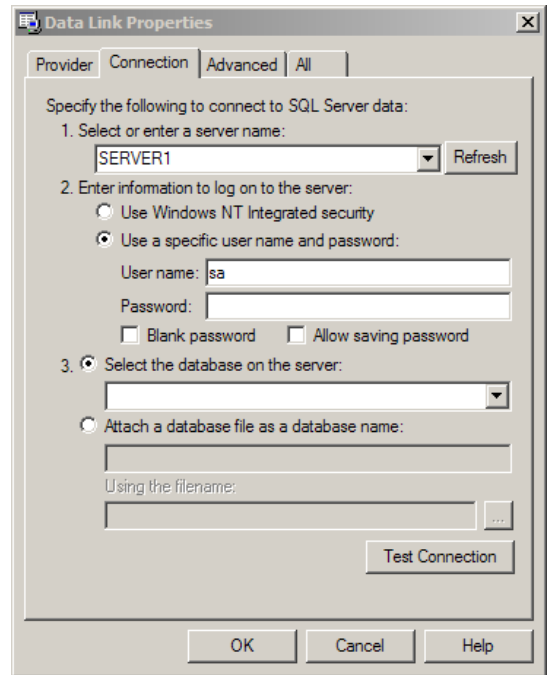 Data Link Properties
Provider Connection Advanced All
Specify the following to connect to SQL Server data:
1. Select or enter a server name:
SERVER1 Refresh
2. Enter information to log on to the server:
Use Windows NT Integrated security
Use a specific user name and password:
User name: sa
Password:
Blank password Allow saving password
3. Select the database on the server:
Attach a database file as a database name:
Using the filename:
...
Test Connection
OK Cancel Help